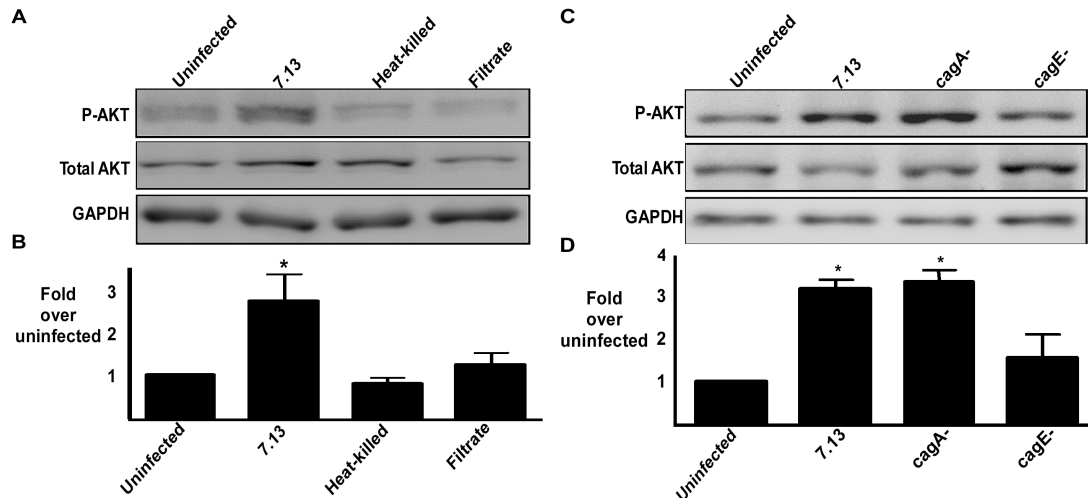 A
Uninfected
7.13
Heat-killed
Filtrate
P-AKT
Total AKT
GAPDH
B
Fold
over
uninfected
3
2
1
*
Uninfected
7.13
Heat-killed
Filtrate
C
Uninfected
7.13
cagA-
cagE-
P-AKT
Total AKT
GAPDH
D
Fold
over
uninfected
4
3
2
1
*
*
Uninfected
7.13
cagA-
cagE-